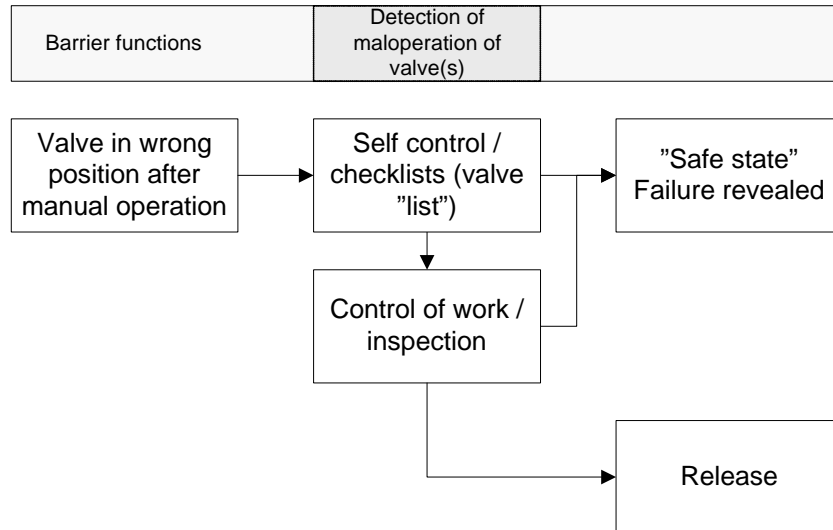 Barrier functions
Detection of
maloperation of
valve(s)
Valve in wrong
position after
manual operation
Self control /
checklists (valve
”list”)
”Safe state”
Failure revealed
Control of work /
inspection
Release